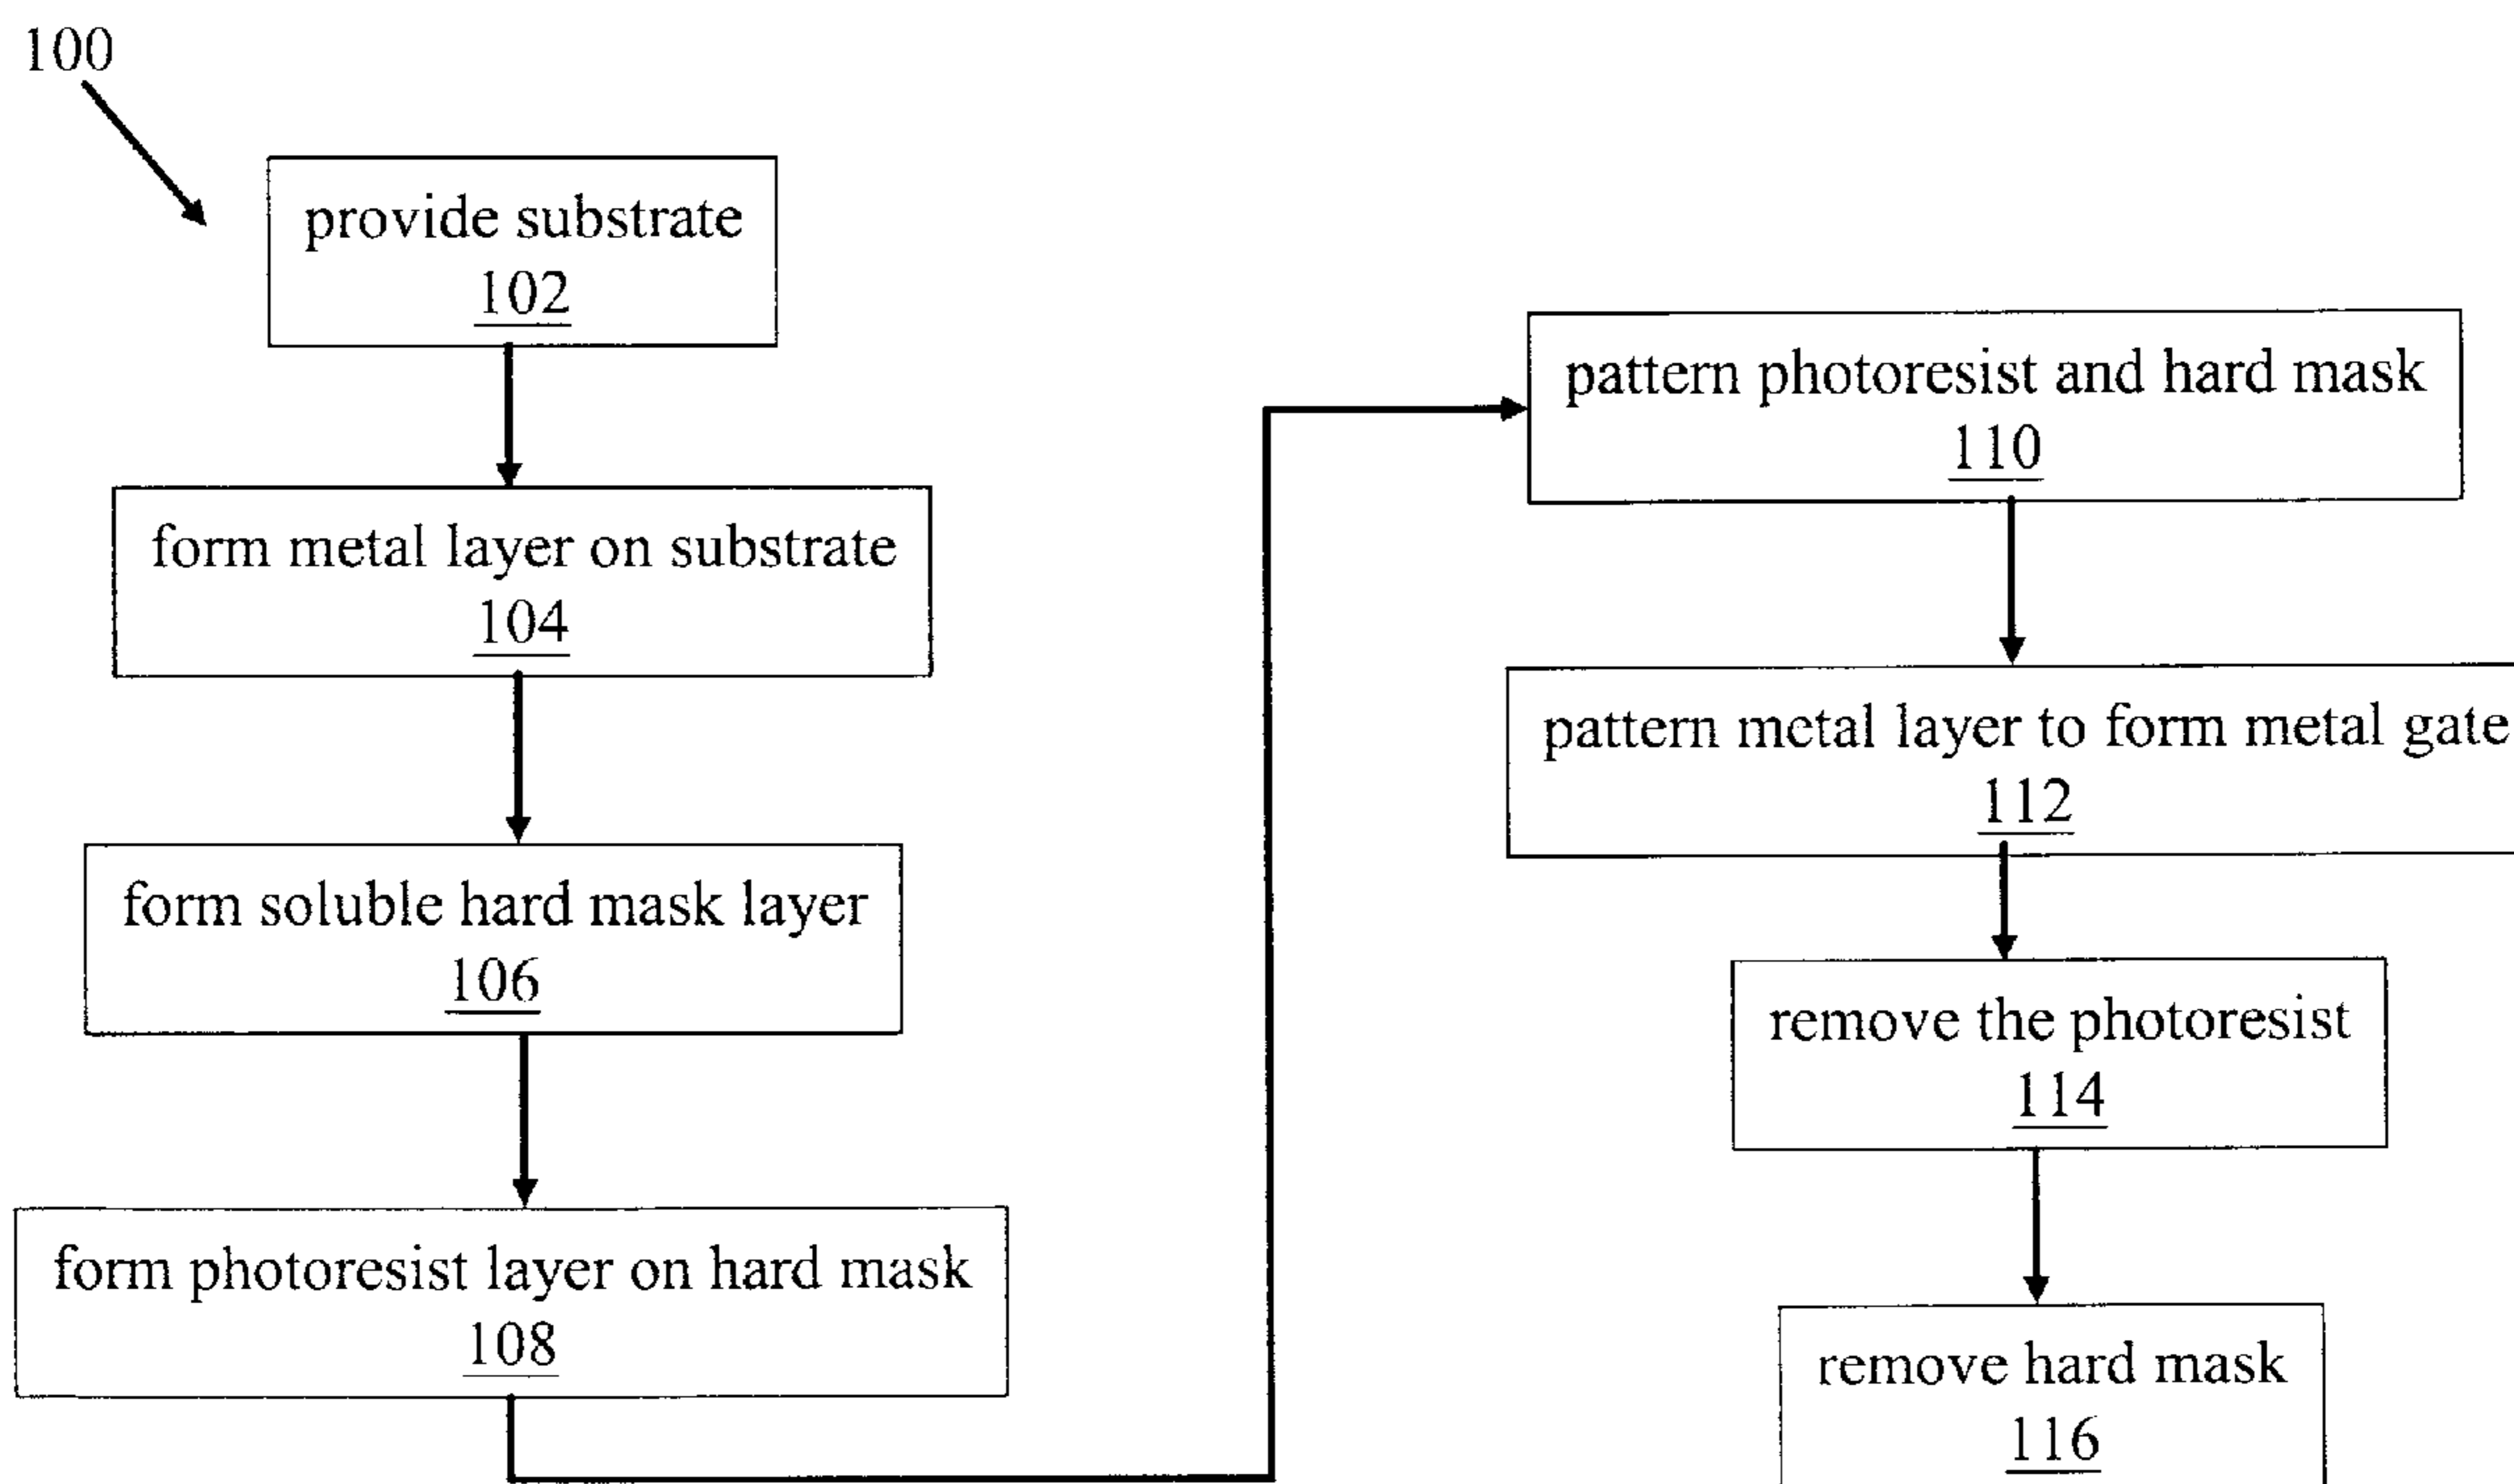 100
provide substrate
102
form metal layer on substrate
104
form soluble hard mask layer
106
form photoresist layer on hard mask
108
pattern photoresist and hard mask
110
pattern metal layer to form metal gate
112
remove the photoresist
114
remove hard mask
116